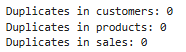 Duplicates in customers: 0
Duplicates in products: 0
Duplicates in sales: 0